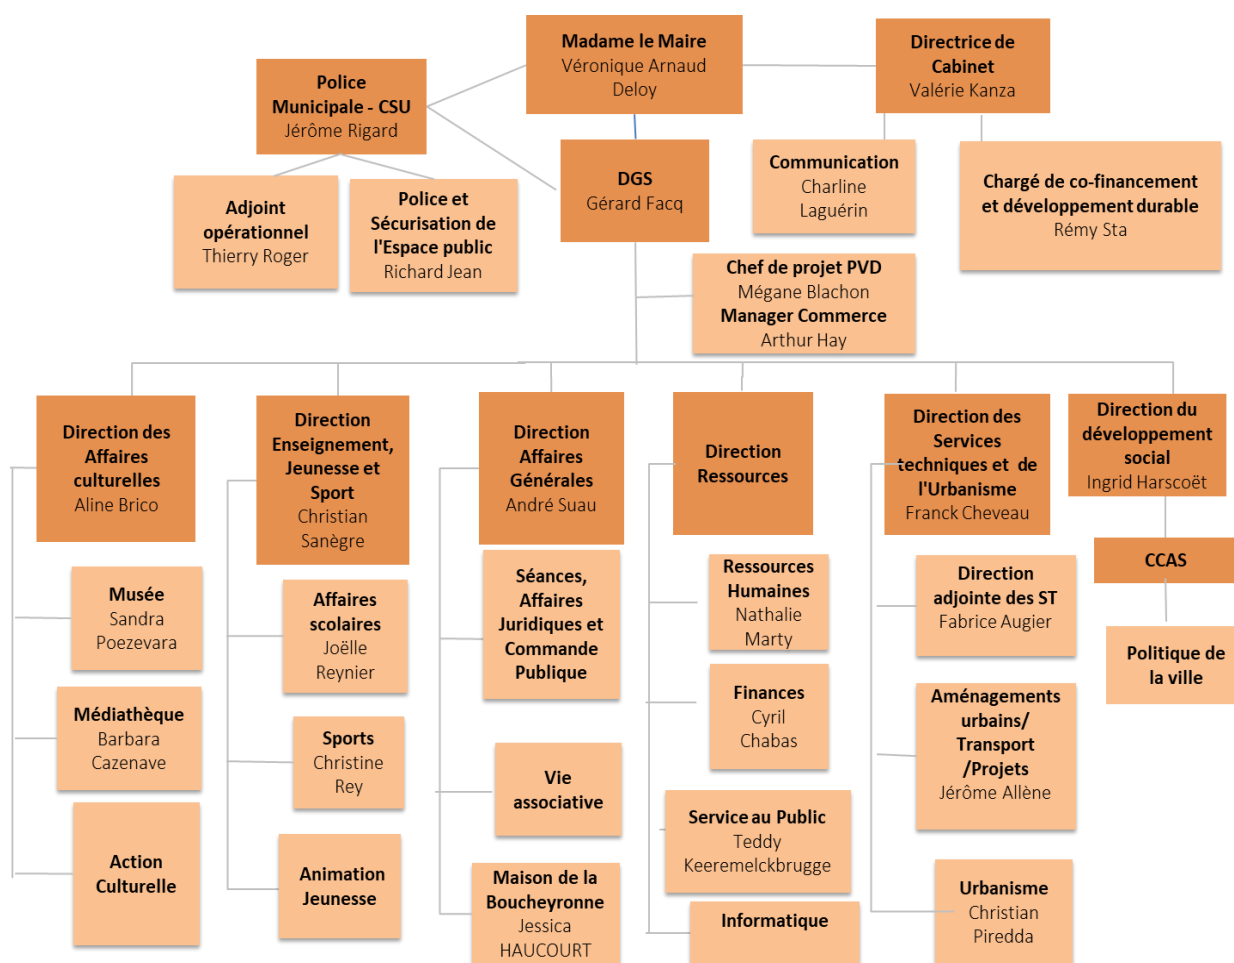 Madame le Maire
Véronique Arnaud
Deloy
Directrice de
Cabinet
Valérie Kanza
Police
Municipale - CSU
Jérôme Rigard
DGS
Gérard Facq
Communication
Charline
Laguérin
Chargé de co-financement
et développement durable
Rémy Sta
Adjoint
opérationnel
Thierry Roger
Police et
Sécurisation de
l'Espace public
Richard Jean
Chef de projet PVD
Mégane Blachon
Manager Commerce
Arthur Hay
Direction des
Affaires
culturelles
Aline Brico
Musée
Sandra
Poezevara
Médiathèque
Barbara
Cazenave
Action
Culturelle
Direction
Enseignement,
Jeunesse et
Sport
Christian
Sanègre
Affaires
scolaires
Joëlle
Reynier
Sports
Christine
Rey
Animation
Jeunesse
Direction
Affaires
Générales
André Suau
Séances,
Affaires
Juridiques et
Commande
Publique
Vie
associative
Maison de la
Boucheyronne
Jessica
HAUCOURT
Direction
Ressources
Ressources
Humaines
Nathalie
Marty
Finances
Cyril
Chabas
Service au Public
Teddy
Keeremelckbrugge
Informatique
Direction des
Services
techniques et de
l'Urbanisme
Franck Cheveau
Direction
adjointe des ST
Fabrice Augier
Aménagements
urbains/
Transport
/Projets
Jérôme Allène
Urbanisme
Christian
Piredda
Direction du
développement
social
Ingrid Harscoët
CCAS
Politique de
la ville